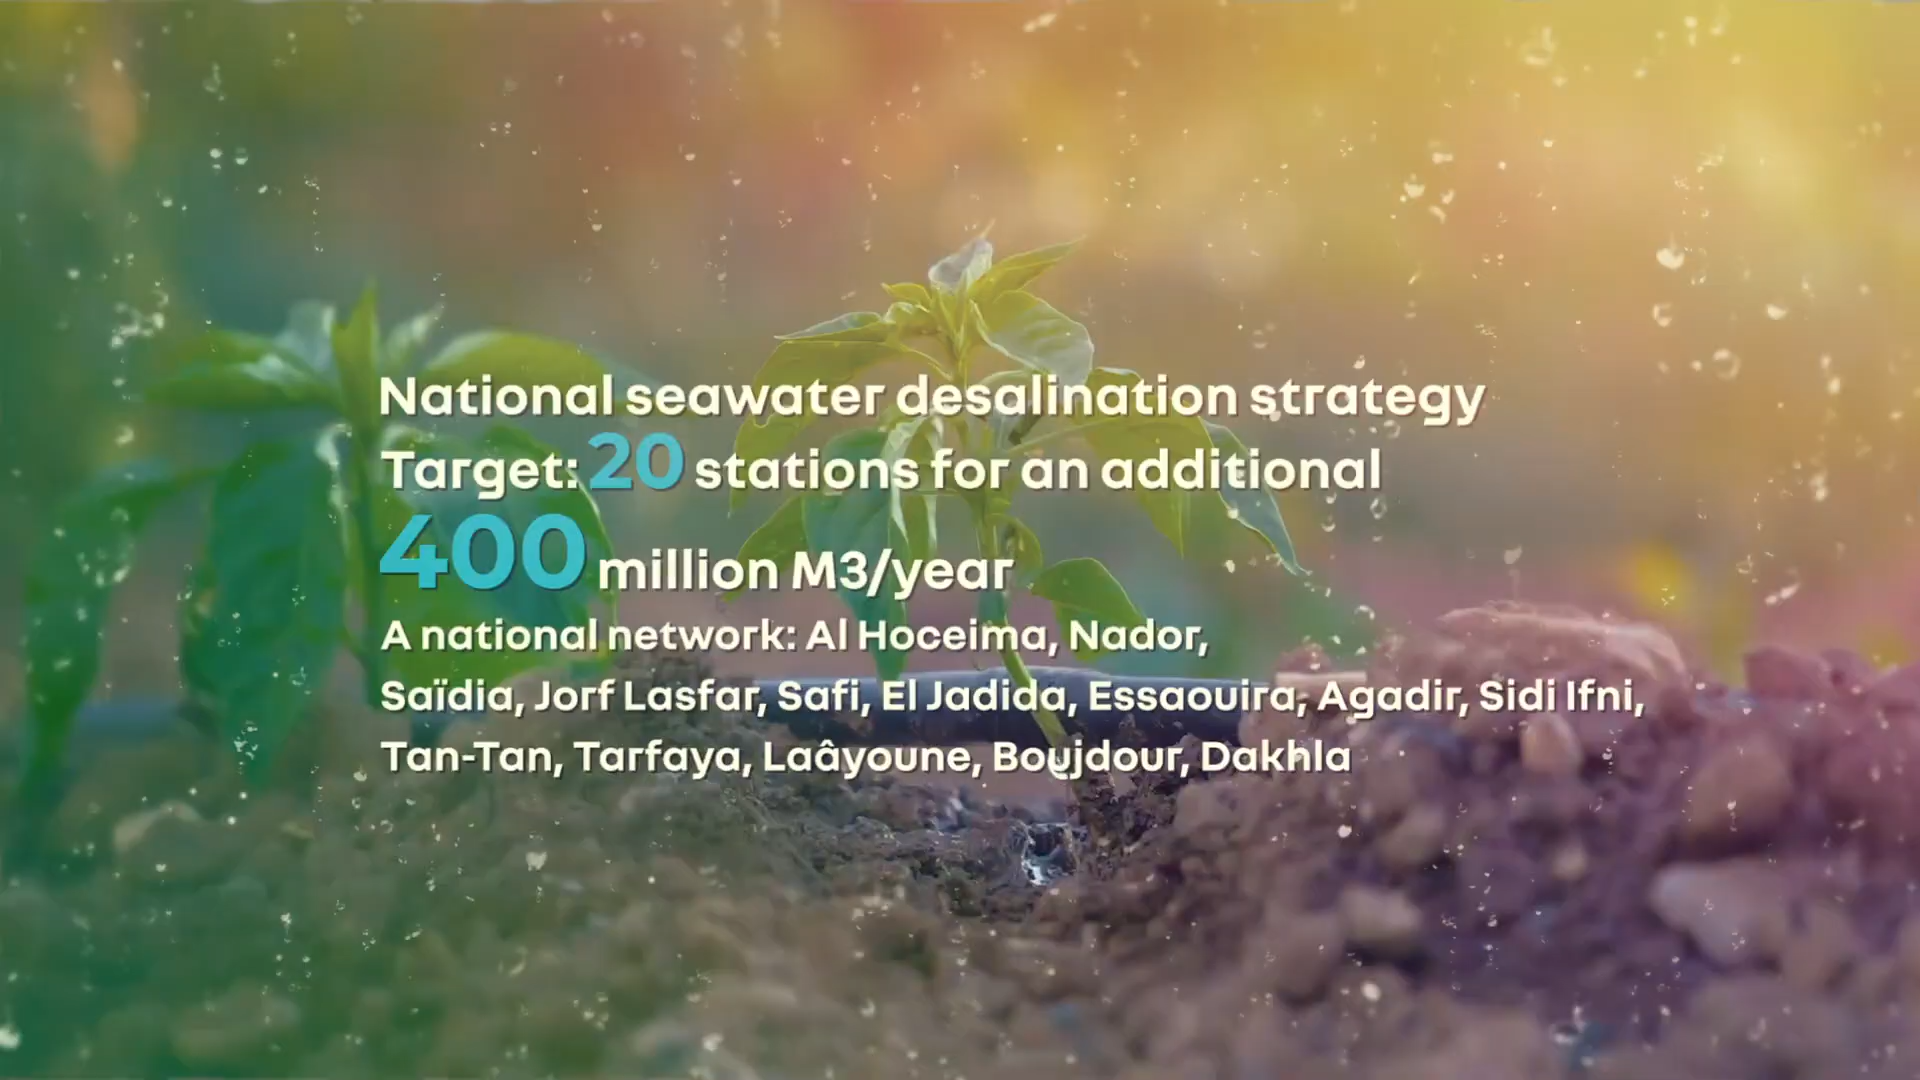 National seawater desalination strategy
Target: 20 stations for an additional
400 million M3/year
A national network: Al Hoceima, Nador,
Saïdia, Jorf Lasfar, Safi, El Jadida, Essaouira, Agadir, Sidi Ifni,
Tan-Tan, Tarfaya, Laâyoune, Boujdour, Dakhla